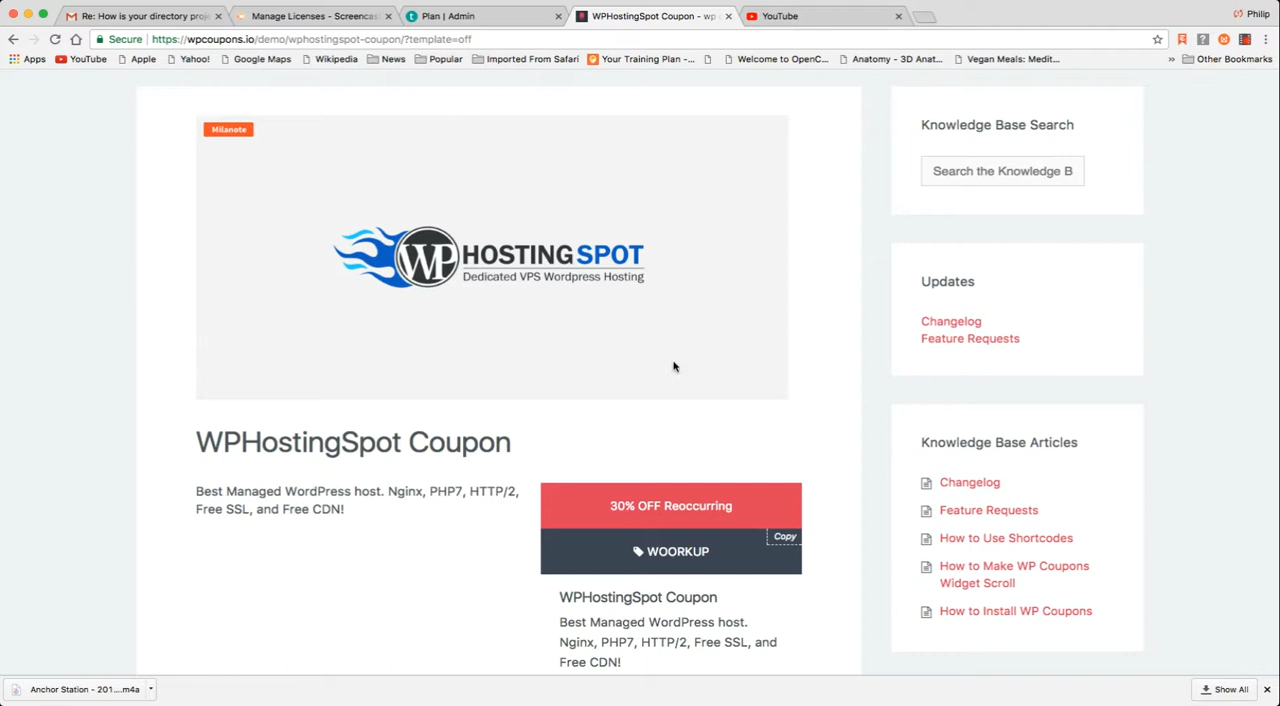 Re: How is your directory proje
Manage Licenses - Screencas
Plan | Admin
WPHostingSpot Coupon - wp c
YouTube
Philip
Secure https://wpcoupons.io/demo/wphostingspot-coupon/?template=off
Apps YouTube Apple Yahoo! Google Maps Wikipedia News Popular Imported From Safari Your Training Plan -... Welcome to OpenC... Anatomy - 3D Anat... Vegan Meals: Medit... » Other Bookmarks
Milanote
WP HOSTING SPOT
Dedicated VPS Wordpress Hosting
WPHostingSpot Coupon
Best Managed WordPress host. Nginx, PHP7, HTTP/2,
Free SSL, and Free CDN!
30% OFF Reoccurring
Copy
WOORKUP
WPHostingSpot Coupon
Best Managed WordPress host.
Nginx, PHP7, HTTP/2, Free SSL, and
Free CDN!
Knowledge Base Search
Search the Knowledge B
Updates
Changelog
Feature Requests
Knowledge Base Articles
Changelog
Feature Requests
How to Use Shortcodes
How to Make WP Coupons
Widget Scroll
How to Install WP Coupons
Anchor Station - 201....m4a
Show All